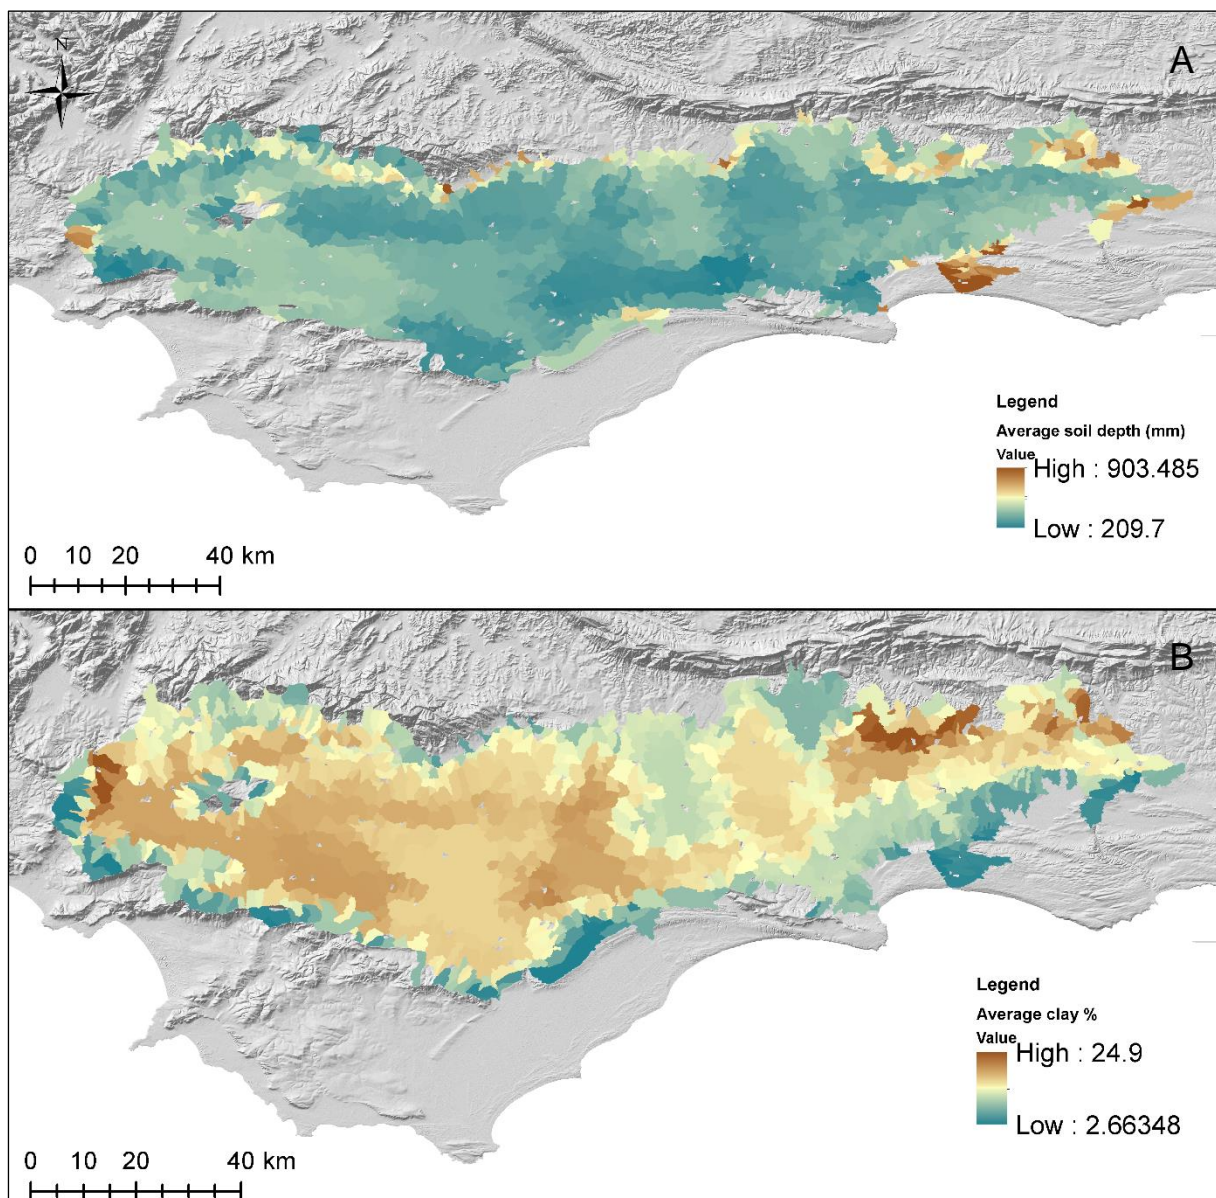 N
A
Legend
Average soil depth (mm)
Value
High : 903.485
Low : 209.7
0 10 20 40 km
B
Legend
Average clay %
Value
High : 24.9
Low : 2.66348
0 10 20 40 km